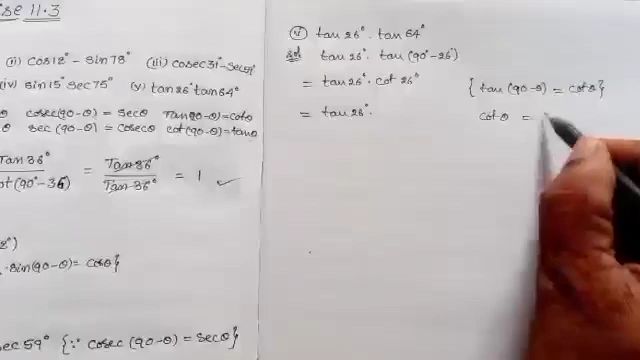 ise 11.3
(ii) cos12° - sin78° (iii) cosec31° - sec59°
(iv) sin15° sec75° (v) tan26° tan64°
θ cosec(90-θ) = secθ Tan(90-θ) = cotθ
θ sec(90-θ) = cosecθ cot(90-θ) = tanθ
Tan36° / ot(90°-36) = Tan36° / Tan36° = 1 ✓
2°)
. sin(90-θ) = cosθ}
sec59° {∵ cosec(90-θ) = secθ}
(v) tan26° . tan64°
sol tan26° . tan(90°-26°)
= tan26° . cot26° { tan(90-θ) = cotθ}
= tan26° . cotθ =